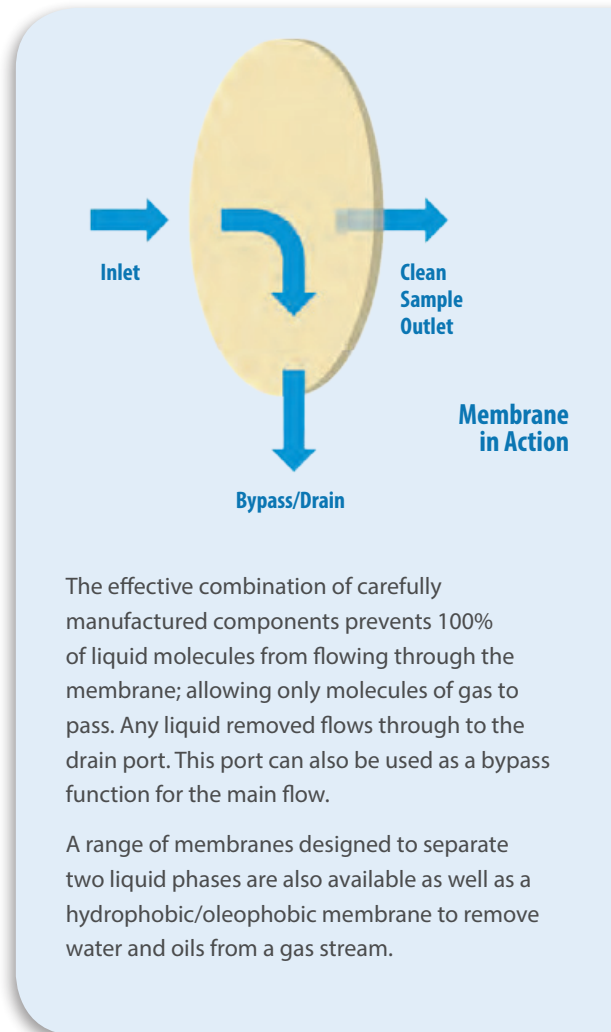 Inlet
Clean
Sample
Outlet
Membrane
in Action
Bypass/Drain
The effective combination of carefully
manufactured components prevents 100%
of liquid molecules from flowing through the
membrane; allowing only molecules of gas to
pass. Any liquid removed flows through to the
drain port. This port can also be used as a bypass
function for the main flow.
A range of membranes designed to separate
two liquid phases are also available as well as a
hydrophobic/oleophobic membrane to remove
water and oils from a gas stream.